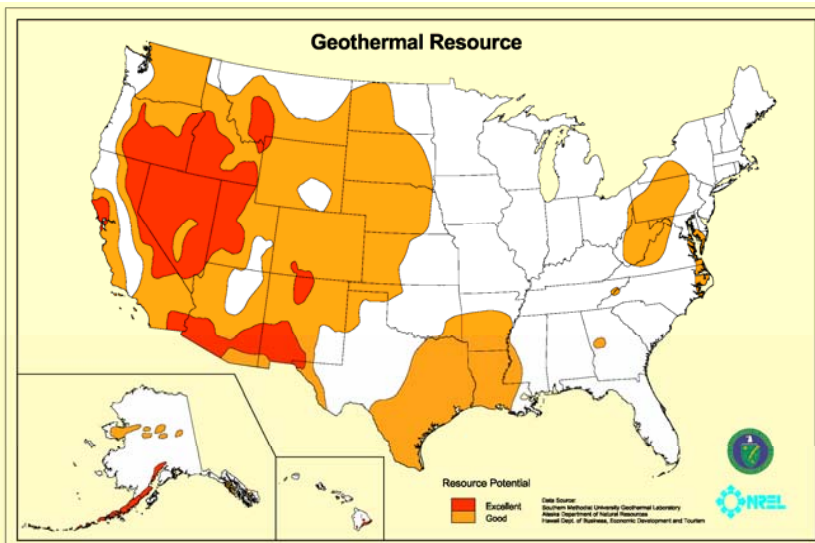 Geothermal Resource
Resource Potential
Excellent
Good
Data Source:
Southern Methodist University Geothermal Laboratory
Alaska Department of Natural Resources
Hawaii Dept. of Business, Economic Development and Tourism
NREL